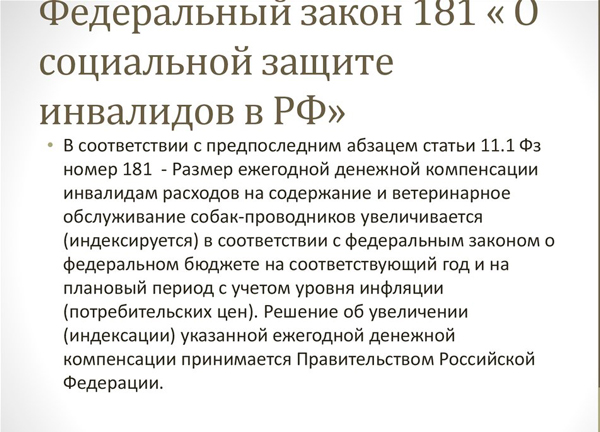 Федеральный закон 181 « О
социальной защите
инвалидов в РФ»
• В соответствии с предпоследним абзацем статьи 11.1 Фз
номер 181 - Размер ежегодной денежной компенсации
инвалидам расходов на содержание и ветеринарное
обслуживание собак-проводников увеличивается
(индексируется) в соответствии с федеральным законом о
федеральном бюджете на соответствующий год и на
плановый период с учетом уровня инфляции
(потребительских цен). Решение об увеличении
(индексации) указанной ежегодной денежной
компенсации принимается Правительством Российской
Федерации.